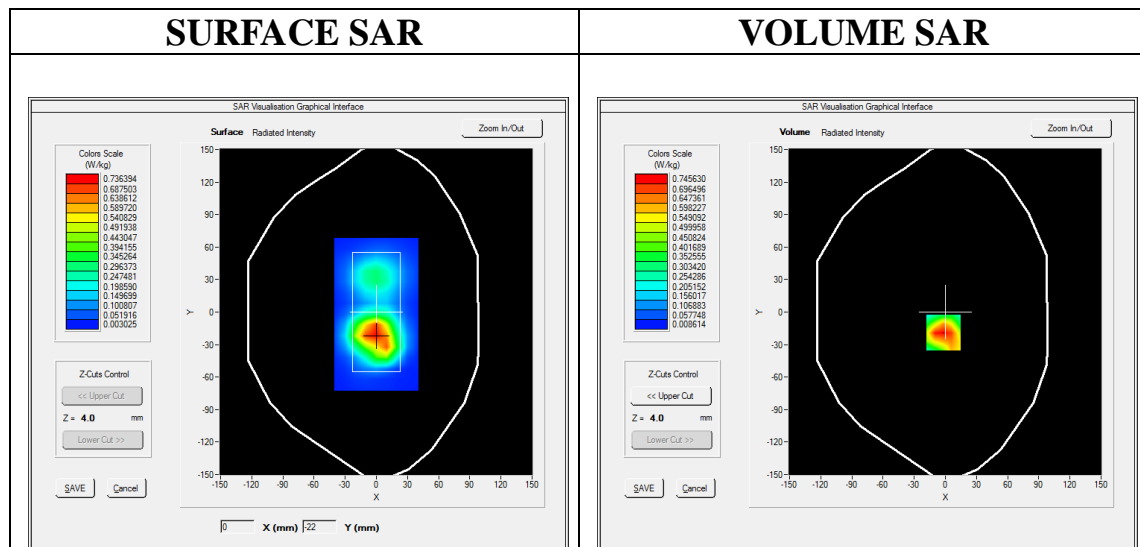 SURFACE SAR
VOLUME SAR
SAR Visualisation Graphical Interface
Surface Radiated Intensity
Zoom In/Out
Colors Scale
(W/kg)
0.736394
0.687503
0.638612
0.589720
0.540829
0.491938
0.443047
0.394155
0.345264
0.296373
0.247481
0.198590
0.149699
0.100807
0.051916
0.003025
Z-Cuts Control
<< Upper Cut
Z = 4.0 mm
Lower Cut >>
SAVE Cancel
150
120
90
60
30
0
-30
-60
-90
-120
-150
Y
-150 -120 -90 -60 -30 0 30 60 90 120 150
X
0 X (mm) -22 Y (mm)
SAR Visualisation Graphical Interface
Volume Radiated Intensity
Zoom In/Out
Colors Scale
(W/kg)
0.745630
0.696496
0.647361
0.598227
0.549092
0.499958
0.450824
0.401689
0.352555
0.303420
0.254286
0.205152
0.156017
0.106883
0.057748
0.008614
Z-Cuts Control
<< Upper Cut
Z = 4.0 mm
Lower Cut >>
SAVE Cancel
150
120
90
60
30
0
-30
-60
-90
-120
-150
Y
-150 -120 -90 -60 -30 0 30 60 90 120 150
X